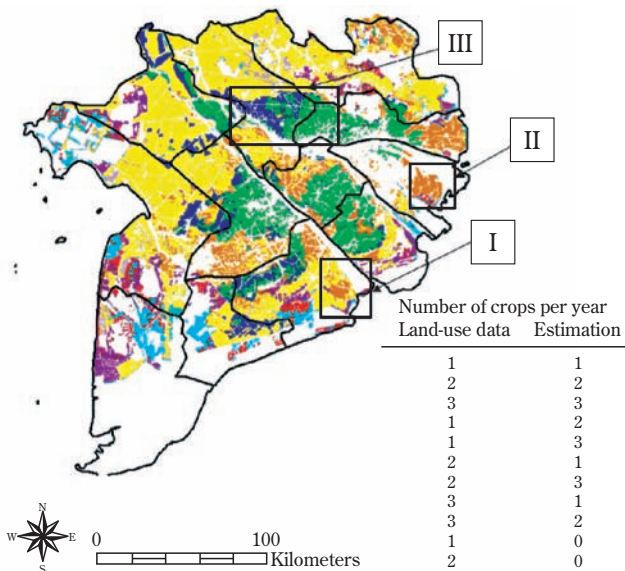 III
II
I
Number of crops per year
Land-use data Estimation
1 1
2 2
3 3
1 2
1 3
2 1
2 3
3 1
3 2
1 0
2 0
N
W E
S
0 100
Kilometers